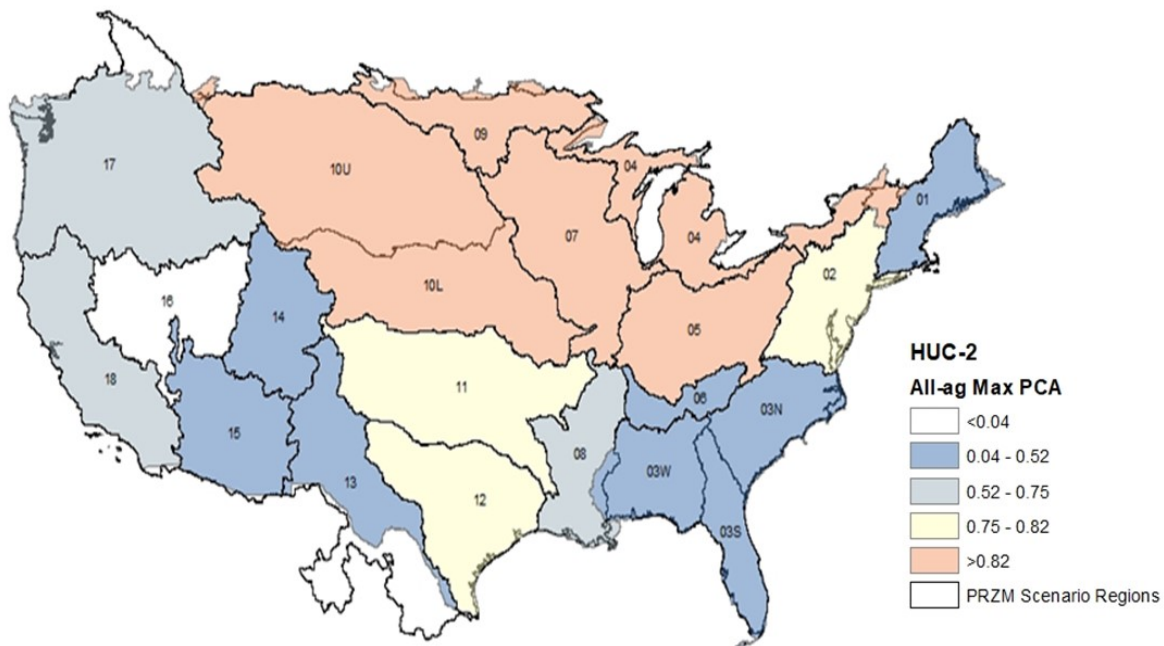 09
04
17
10U
01
07
04
02
16
10L
14
05
HUC-2
All-ag Max PCA
<0.04
0.04 - 0.52
0.52 - 0.75
0.75 - 0.82
>0.82
PRZM Scenario Regions
18
11
06
03N
15
08
13
03W
12
03S